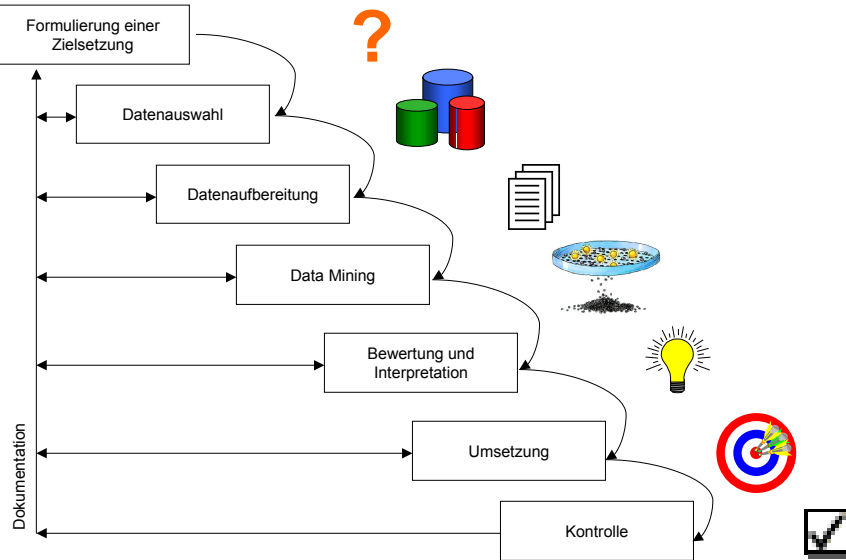 Formulierung einer
Zielsetzung
?
Datenauswahl
Datenaufbereitung
Data Mining
Bewertung und
Interpretation
Umsetzung
Kontrolle
Dokumentation